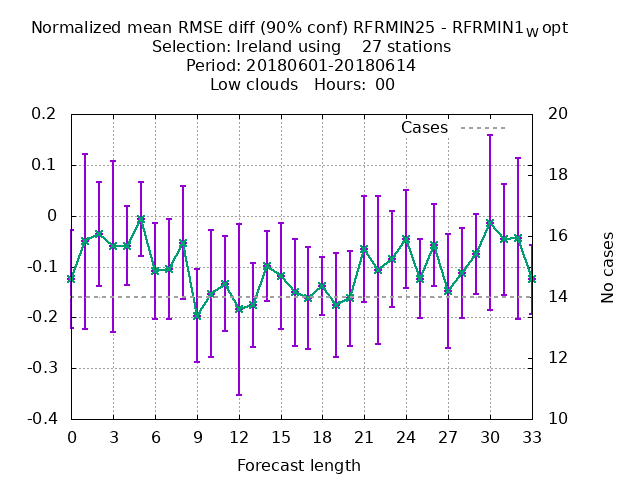 Normalized mean RMSE diff (90% conf) RFRMIN25 - RFRMIN1w opt
Selection: Ireland using 27 stations
Period: 20180601-20180614
Low clouds Hours: 00
Cases
0.2
0.1
0
-0.1
-0.2
-0.3
-0.4
20
18
16
14
12
10
No cases
0 3 6 9 12 15 18 21 24 27 30 33
Forecast length